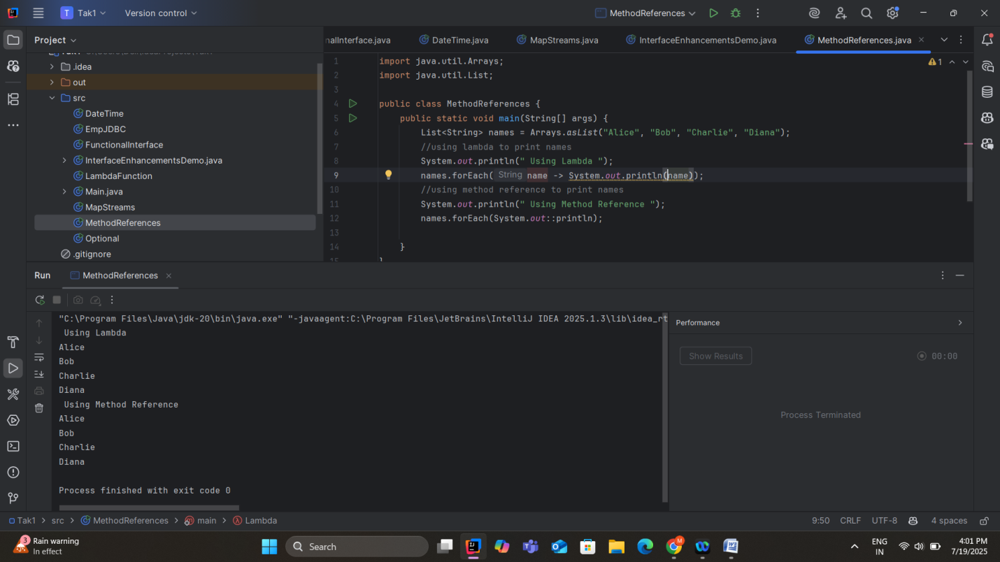 T Tak1 Version control MethodReferences
Project nalInterface.java DateTime.java MapStreams.java InterfaceEnhancementsDemo.java MethodReferences.java
.idea
out
src
DateTime
EmpJDBC
FunctionalInterface
InterfaceEnhancementsDemo.java
LambdaFunction
Main.java
MapStreams
MethodReferences
Optional
.gitignore
1
1 import java.util.Arrays;
2 import java.util.List;
3
4 public class MethodReferences {
5 public static void main(String[] args) {
6 List<String> names = Arrays.asList("Alice", "Bob", "Charlie", "Diana");
7 //using lambda to print names
8 System.out.println(" Using Lambda ");
9 names.forEach( String name -> System.out.println(name));
10 //using method reference to print names
11 System.out.println(" Using Method Reference ");
12 names.forEach(System.out::println);
13
14 }
Run MethodReferences
"C:\Program Files\Java\jdk-20\bin\java.exe" "-javaagent:C:\Program Files\JetBrains\IntelliJ IDEA 2025.1.3\lib\idea_rt
Using Lambda
Alice
Bob
Charlie
Diana
Using Method Reference
Alice
Bob
Charlie
Diana
Process finished with exit code 0
Performance
Show Results 00:00
Process Terminated
Tak1 > src > MethodReferences > main > Lambda 9:50 CRLF UTF-8 4 spaces
3
Rain warning
In effect
Search
M
ENG
IN
4:01 PM
7/19/2025